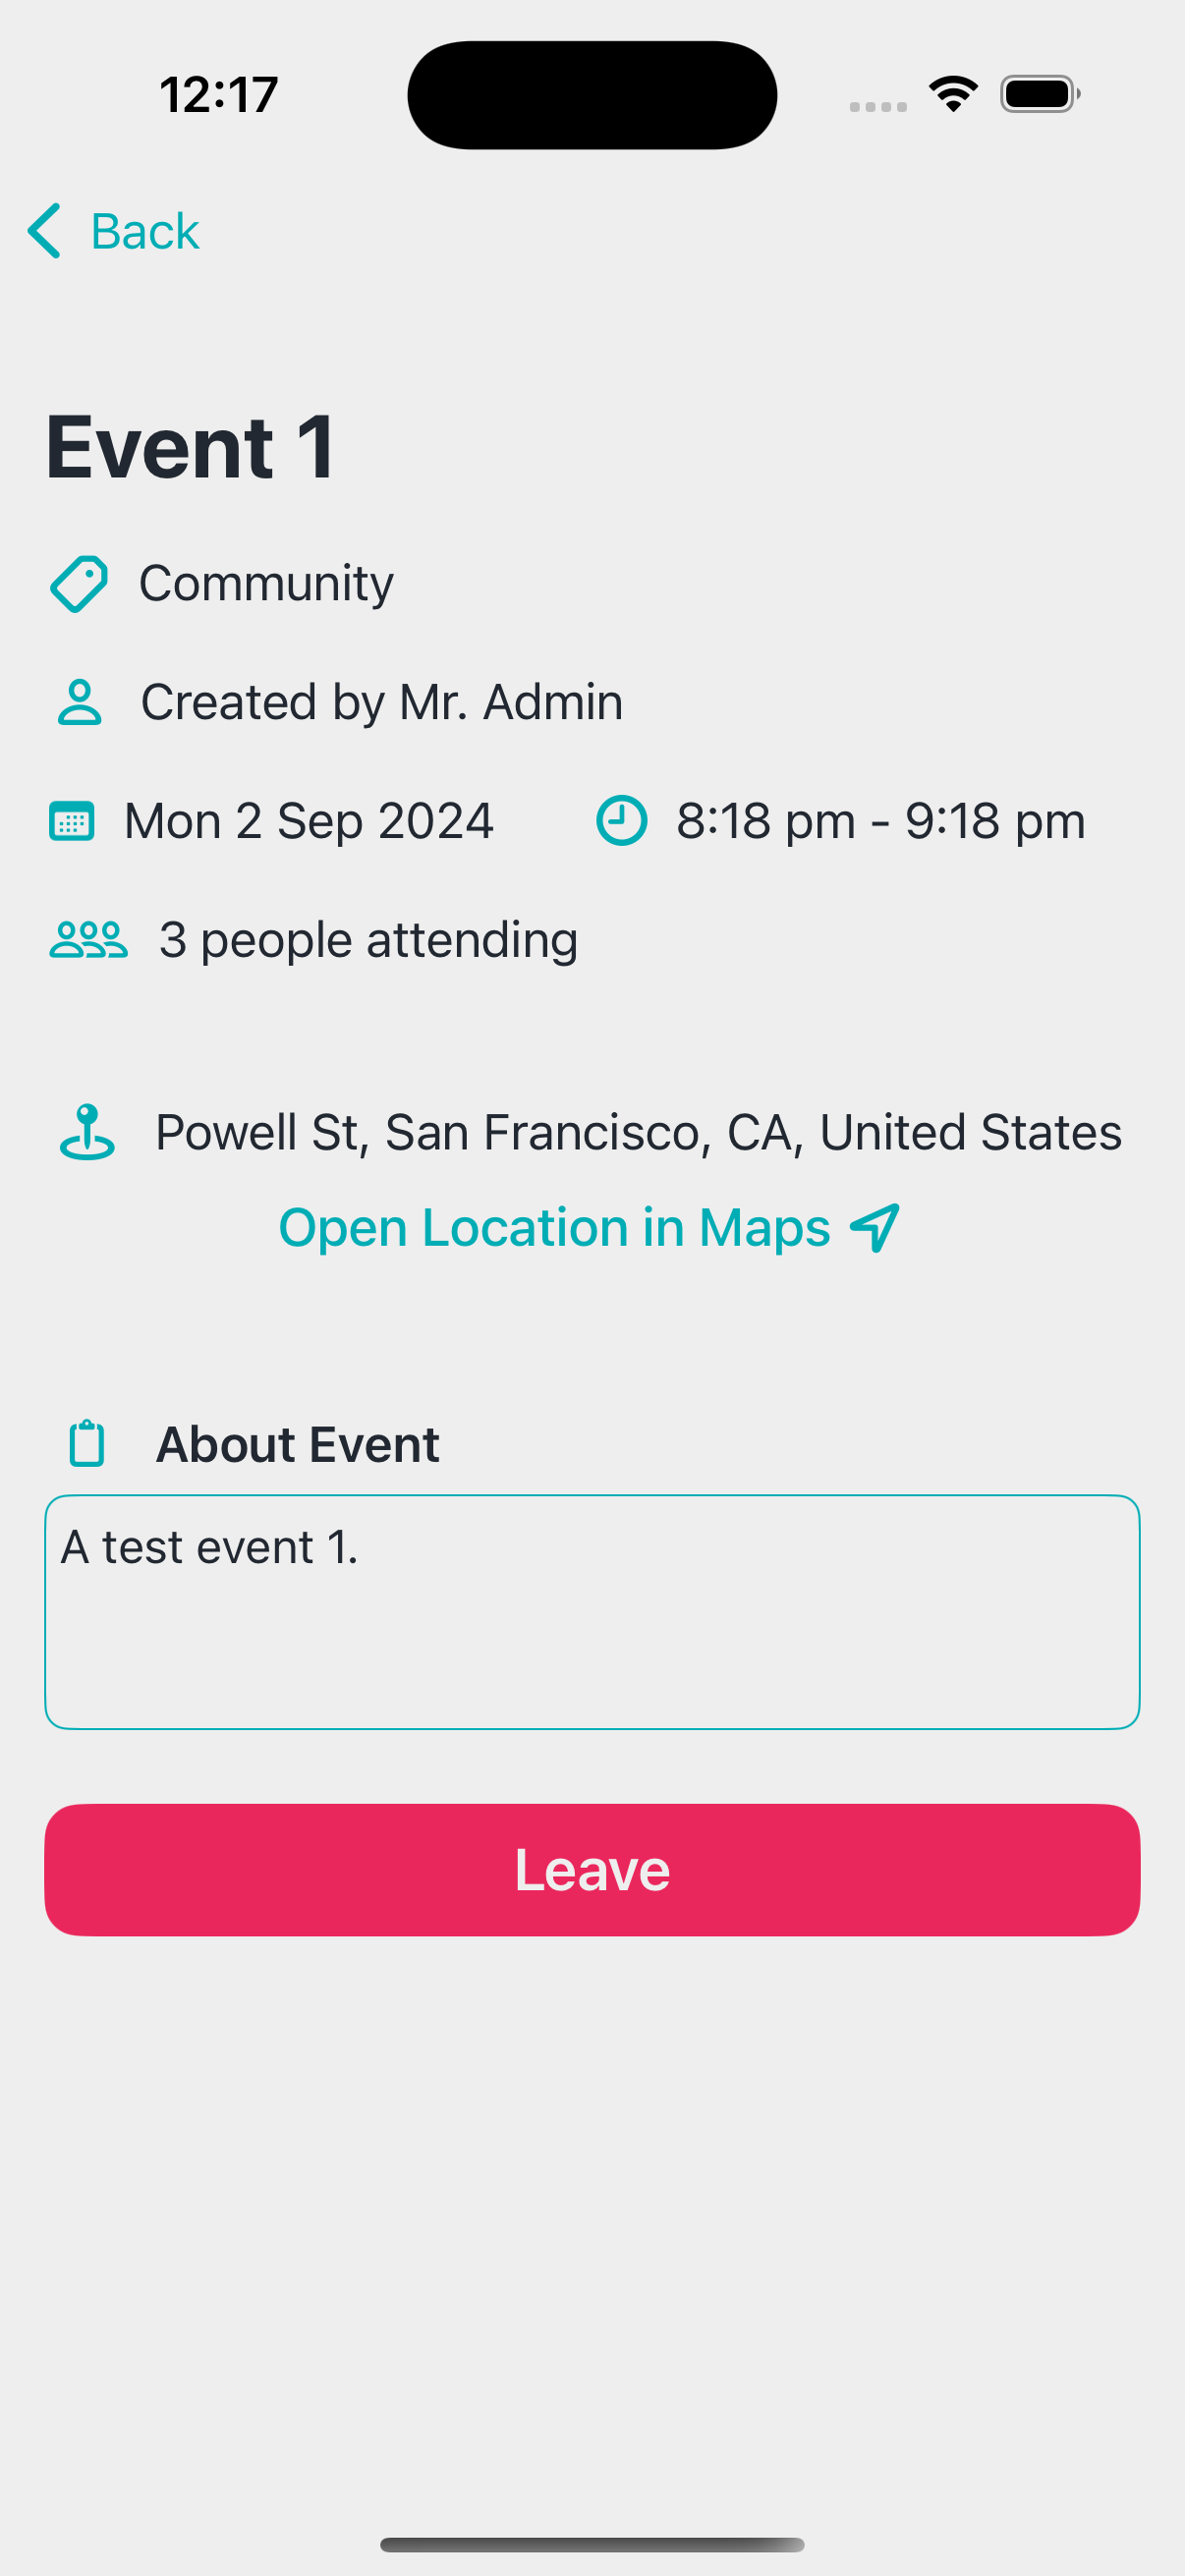 12:17
Back
Event 1
Community
Created by Mr. Admin
Mon 2 Sep 2024 8:18 pm - 9:18 pm
3 people attending
Powell St, San Francisco, CA, United States
Open Location in Maps
About Event
A test event 1.
Leave